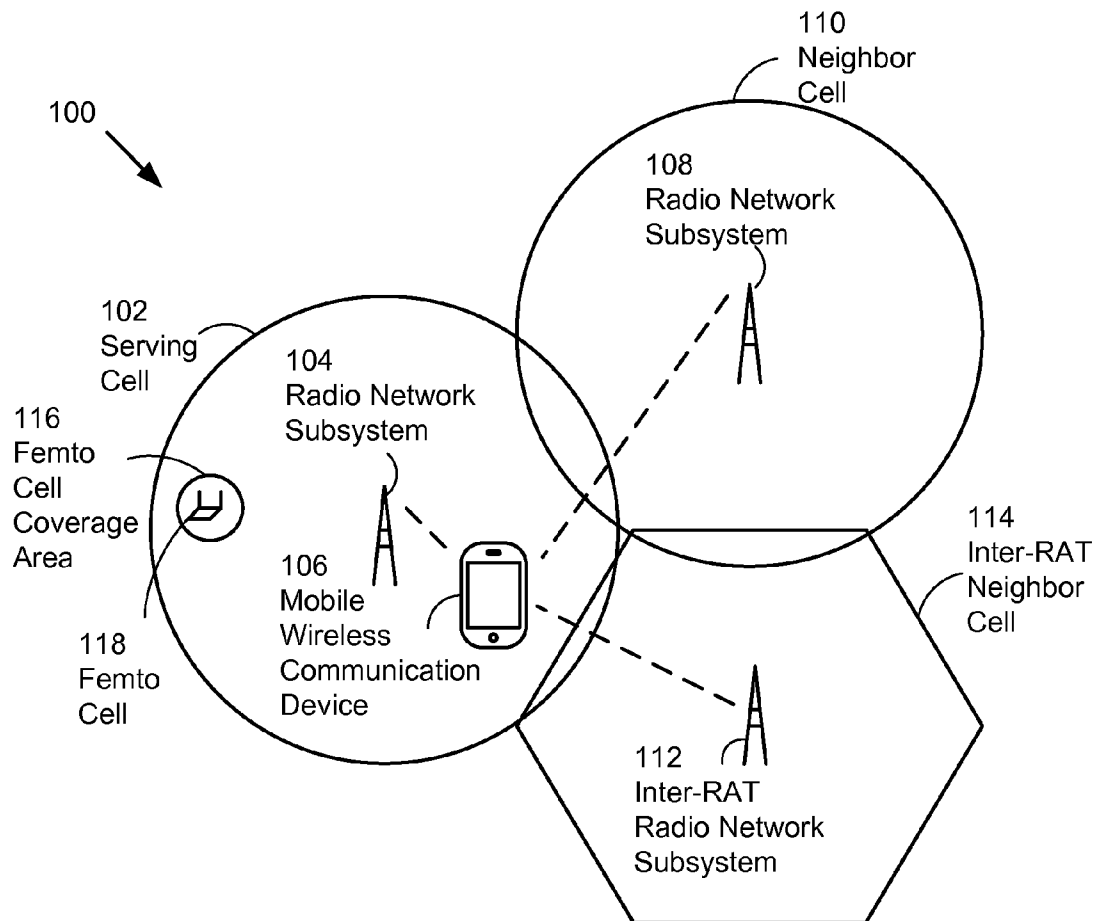 110
Neighbor
Cell
100
108
Radio Network
Subsystem
102
Serving
Cell
104
Radio Network
Subsystem
116
Femto
Cell
Coverage
Area
114
Inter-RAT
Neighbor
Cell
106
Mobile
Wireless
Communication
Device
118
Femto
Cell
112
Inter-RAT
Radio Network
Subsystem